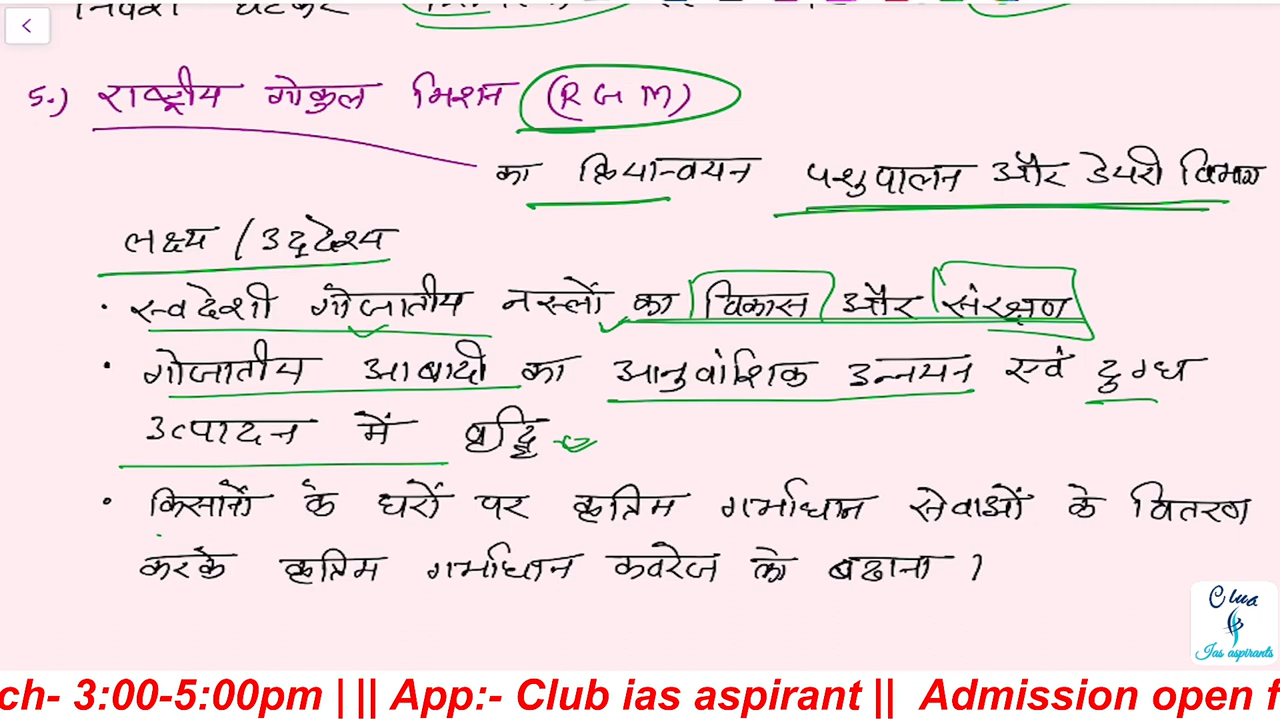 5.) राष्ट्रीय गोकुल मिशन (RGM)
का क्रियान्वयन पशुपालन और डेयरी विभाग
लक्ष्य / उद्देश्य
• स्वदेशी गोजातीय नस्लों का विकास और संरक्षण
• गोजातीय आबादी का आनुवांशिक उन्नयन एवं दुग्ध
उत्पादन में वृद्धि
• किसानों के घरों पर कृत्रिम गर्भाधान सेवाओं के वितरण
करके कृत्रिम गर्भाधान कवरेज को बढाना ।
Club
Ias aspirants
ch- 3:00-5:00pm | || App:- Club ias aspirant || Admission open f